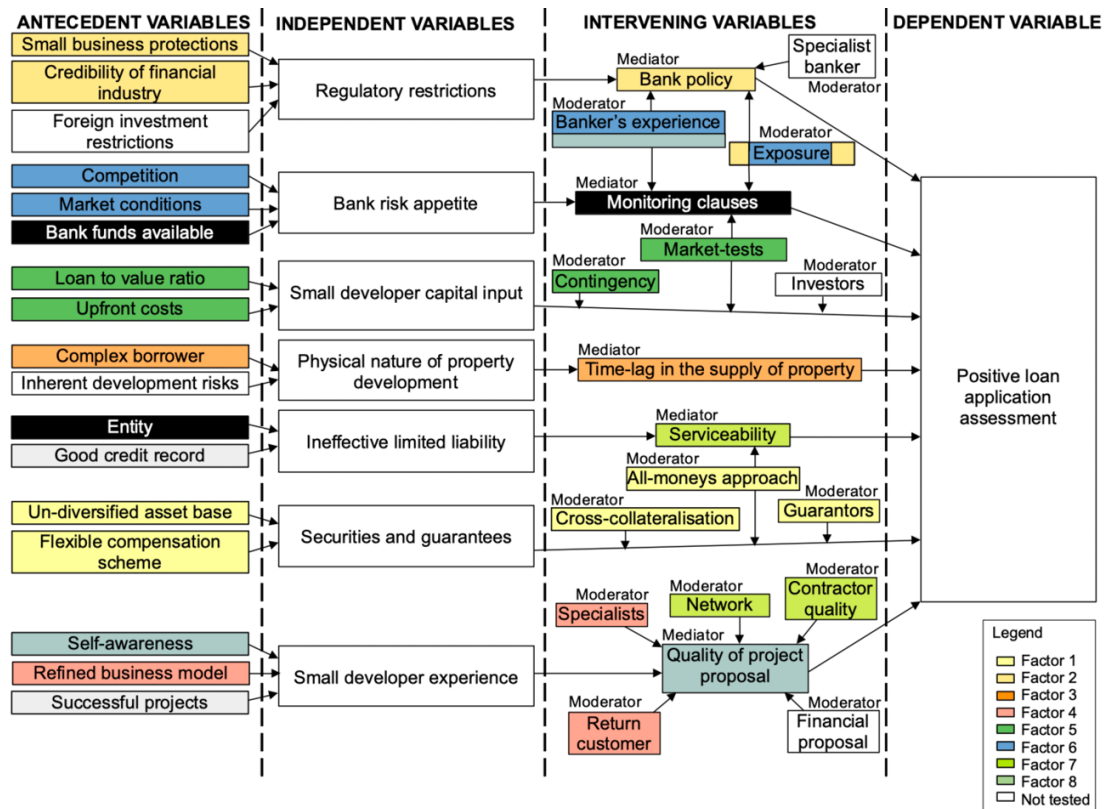 ANTECEDENT VARIABLES
INDEPENDENT VARIABLES
INTERVENING VARIABLES
DEPENDENT VARIABLE
Small business protections
Credibility of financial
industry
Foreign investment
restrictions
Competition
Market conditions
Bank funds available
Loan to value ratio
Upfront costs
Complex borrower
Inherent development risks
Entity
Good credit record
Un-diversified asset base
Flexible compensation
scheme
Self-awareness
Refined business model
Successful projects
Regulatory restrictions
Bank risk appetite
Small developer capital input
Physical nature of property
development
Ineffective limited liability
Securities and guarantees
Small developer experience
Mediator
Bank policy
Specialist
banker
Moderator
Moderator
Banker's experience
Moderator
Exposure
Mediator
Monitoring clauses
Moderator
Market-tests
Moderator
Contingency
Moderator
Investors
Mediator
Time-lag in the supply of property
Mediator
Serviceability
Moderator
All-moneys approach
Moderator
Cross-collateralisation
Moderator
Guarantors
Moderator
Specialists
Moderator
Network
Moderator
Contractor
quality
Mediator
Quality of project
proposal
Moderator
Return
customer
Moderator
Financial
proposal
Positive loan
application
assessment
Legend
Factor 1
Factor 2
Factor 3
Factor 4
Factor 5
Factor 6
Factor 7
Factor 8
Not tested